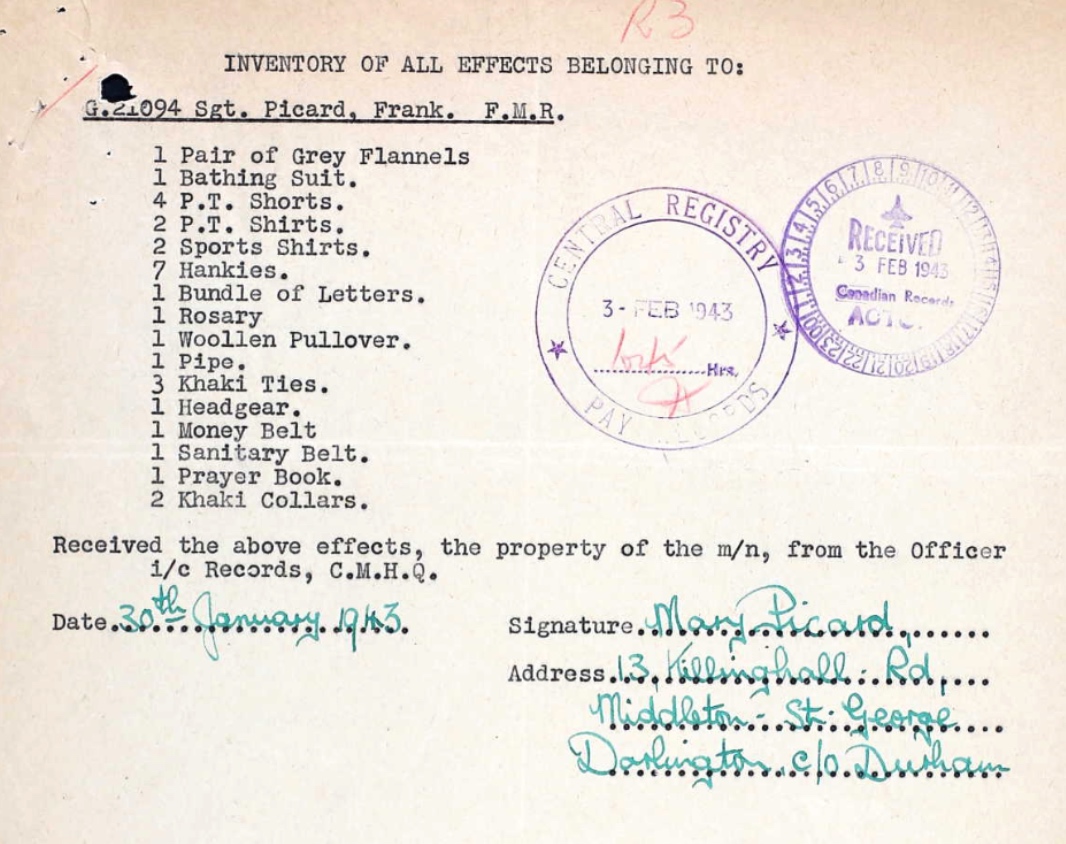 R3
INVENTORY OF ALL EFFECTS BELONGING TO:
G.21094 Sgt. Picard, Frank. F.M.R.
1 Pair of Grey Flannels
1 Bathing Suit.
4 P.T. Shorts.
2 P.T. Shirts.
2 Sports Shirts.
7 Hankies.
1 Bundle of Letters.
1 Rosary
1 Woollen Pullover.
1 Pipe.
3 Khaki Ties.
1 Headgear.
1 Money Belt
1 Sanitary Belt.
1 Prayer Book.
2 Khaki Collars.
CENTRAL REGISTRY
3 - FEB 1943
Hrs.
PAY RECORDS
RECEIVED
3 FEB 1943
Canadian Records
Received the above effects, the property of the m/n, from the Officer
i/c Records, C.M.H.Q.
Date. 30th January 1943.
Signature. Mary Picard,
Address. 13, Killinghall Rd,
Middleton - St. George
Darlington, c/o Durham